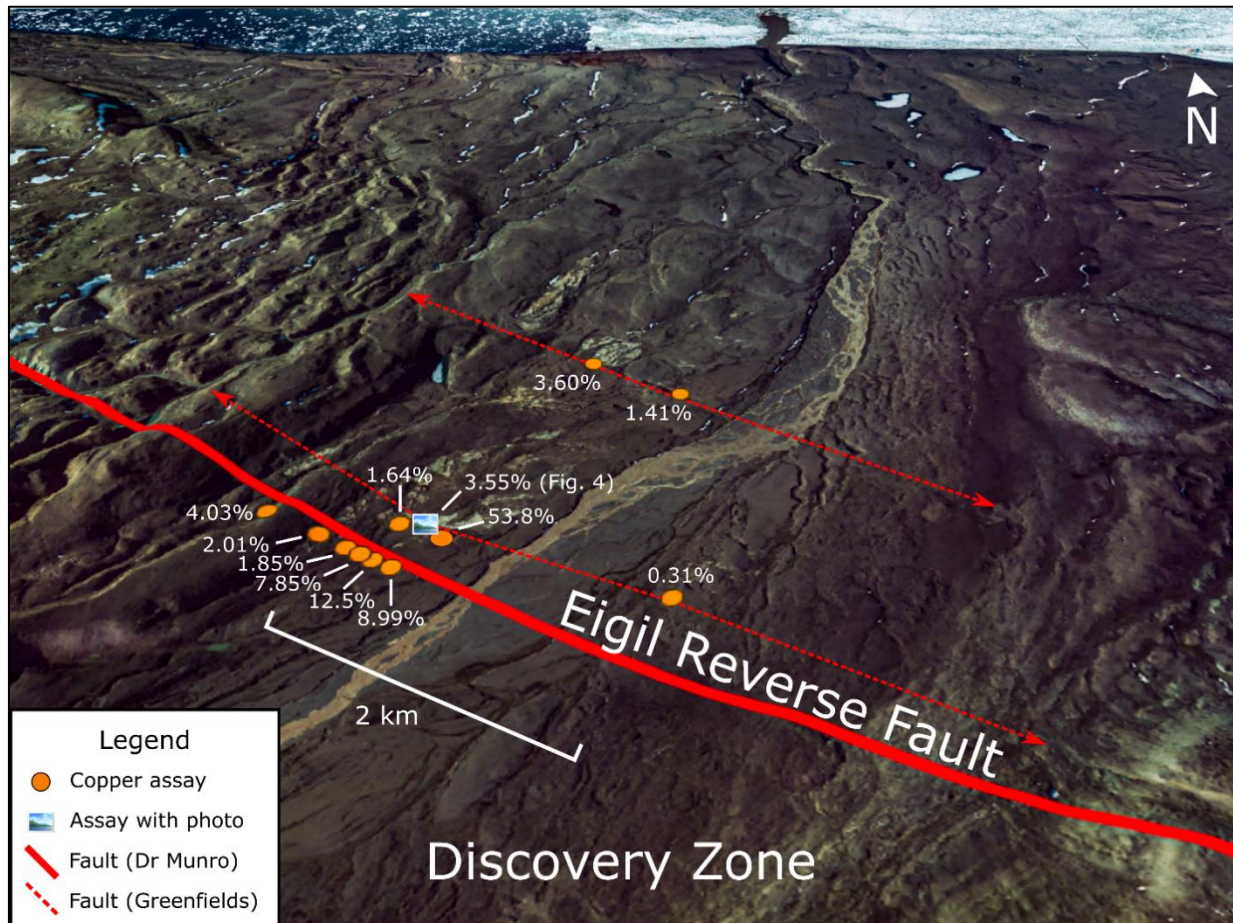 N
3.60%
1.41%
1.64%
3.55% (Fig. 4)
53.8%
4.03%
2.01%
1.85%
7.85%
12.5%
8.99%
0.31%
Eigil Reverse Fault
2 km
Discovery Zone
Legend
Copper assay
Assay with photo
Fault (Dr Munro)
Fault (Greenfields)